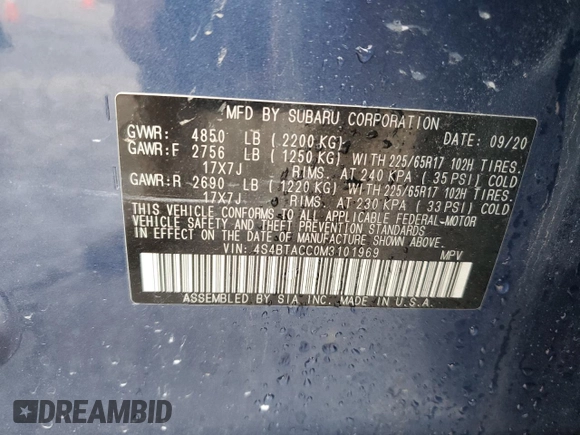 MFD BY SUBARU CORPORATION
GVWR: 4850 LB ( 2200 KG) DATE: 09/20
GAWR:F 2756 LB ( 1250 KG) WITH 225/65R17 102H TIRES.
17X7J RIMS. AT 240 KPA ( 35 PSI) COLD
GAWR:R 2690 LB ( 1220 KG) WITH 225/65R17 102H TIRES.
17X7J RIMS. AT 230 KPA ( 33 PSI) COLD
THIS VEHICLE CONFORMS TO ALL APPLICABLE FEDERAL-MOTOR
VEHICLE SAFETY AND THEFT PREVENTION STANDARDS
IN EFFECT ON THE DATE OF MANUFACTURE SHOWN ABOVE.
VIN: 4S4BTACC0M3101969 MPV
ASSEMBLED BY SIA, INC. MADE IN U.S.A.
DREAMBID